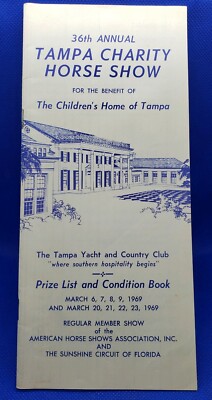 36th ANNUAL
TAMPA CHARITY
HORSE SHOW
FOR THE BENEFIT OF
The Children's Home of Tampa
The Tampa Yacht and Country Club
"where southern hospitality begins"
Prize List and Condition Book
MARCH 6, 7, 8, 9, 1969
AND MARCH 20, 21, 22, 23, 1969
REGULAR MEMBER SHOW
of the
AMERICAN HORSE SHOWS ASSOCIATION, INC.
AND
THE SUNSHINE CIRCUIT OF FLORIDA